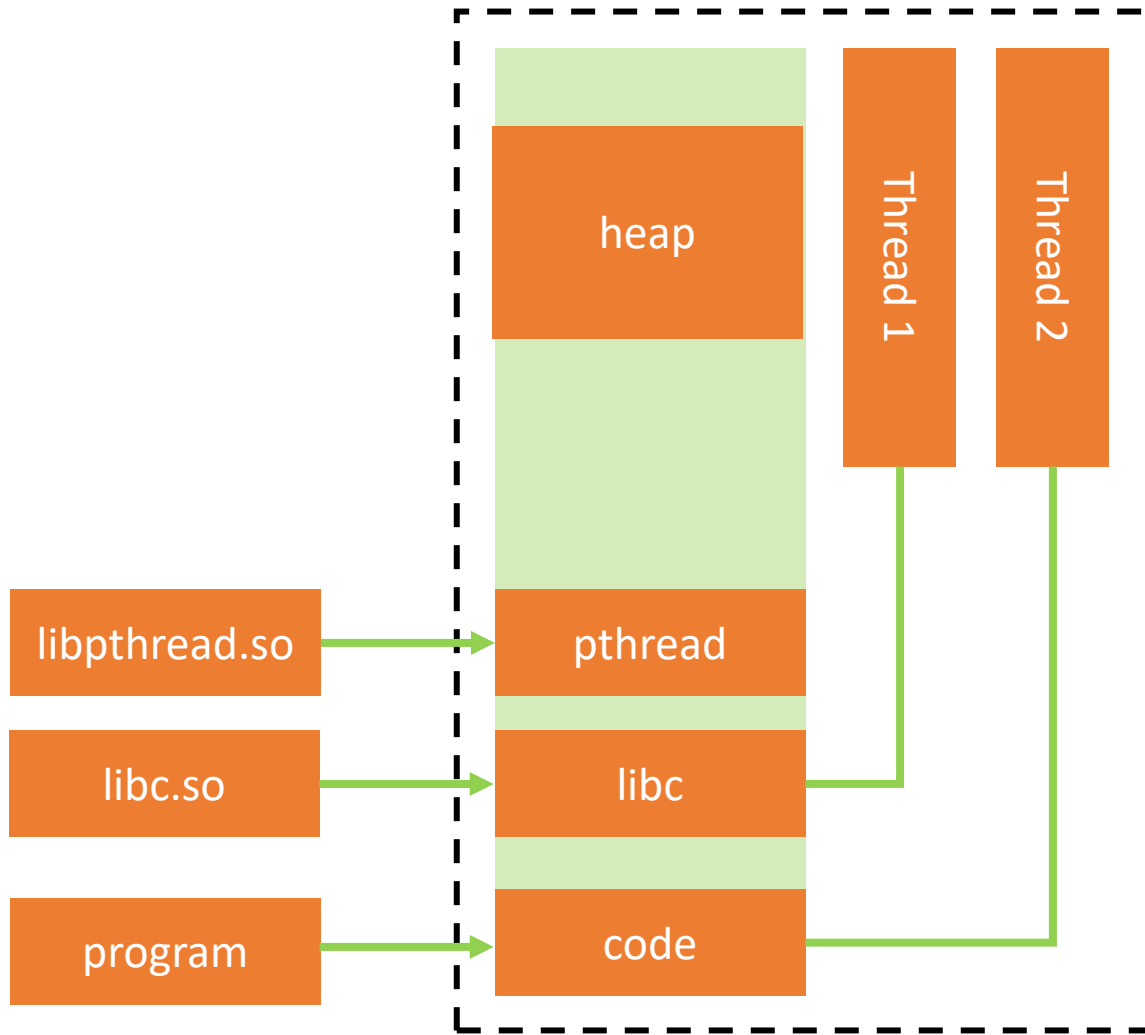 heap
Thread 1
Thread 2
libpthread.so
pthread
libc.so
libc
program
code